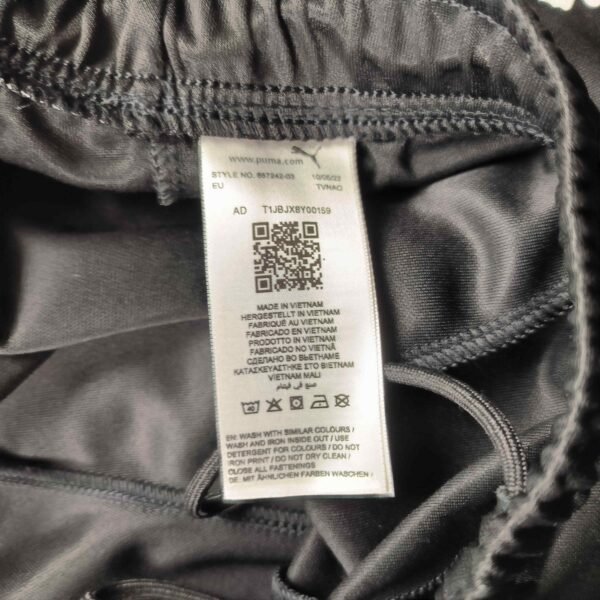 www.puma.com
STYLE NO. 857242-03 10/05/22
EU TVNAO
AD T1JBJX8Y00159
MADE IN VIETNAM
HERGESTELLT IN VIETNAM
FABRIQUÉ AU VIETNAM
FABRICADO EN VIETNAM
PRODOTTO IN VIETNAM
FABRICADO NO VIETNÃ
СДЕЛАНО ВО ВЬЕТНАМЕ
ΚΑΤΑΣΚΕΥΑΣΤΗΚΕ ΣΤΟ ΒΙΕΤΝΑΜ
VIETNAM MALI
صنع في فيتنام
40
EN: WASH WITH SIMILAR COLOURS /
WASH AND IRON INSIDE OUT / USE
DETERGENT FOR COLOURS / DO NOT
IRON PRINT / DO NOT DRY CLEAN /
CLOSE ALL FASTENINGS
DE: MIT ÄHNLICHEN FARBEN WASCHEN /